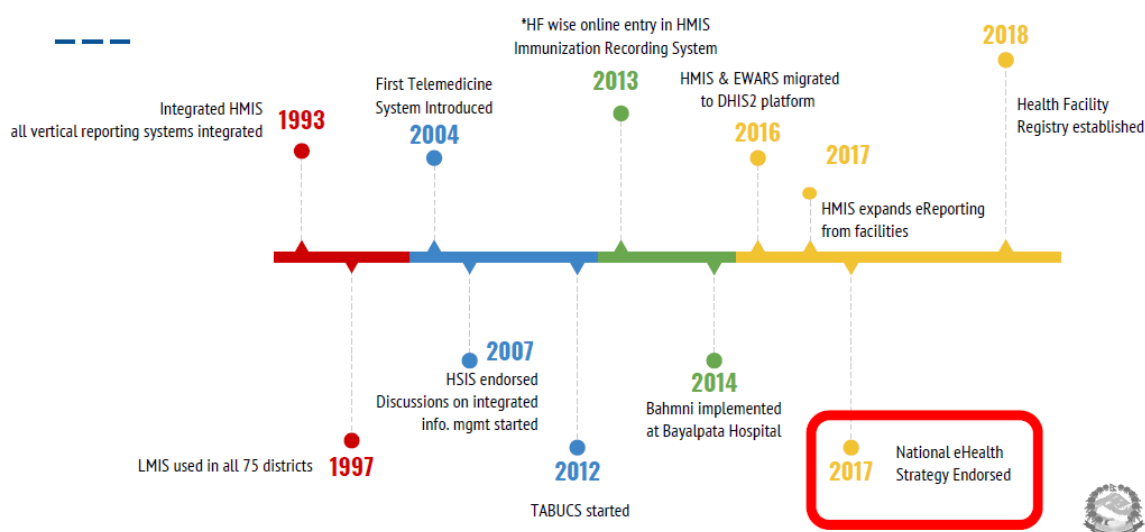 *HF wise online entry in HMIS
Immunization Recording System
2013
2018
First Telemedicine
System Introduced
2004
HMIS & EWARS migrated
to DHIS2 platform
2016
Integrated HMIS
all vertical reporting systems integrated
1993
Health Facility
Registry established
2017
HMIS expands eReporting
from facilities
2007
HSIS endorsed
Discussions on integrated
info. mgmt started
2014
Bahmni implemented
at Bayalpata Hospital
LMIS used in all 75 districts
1997
2012
TABUCS started
2017
National eHealth
Strategy Endorsed